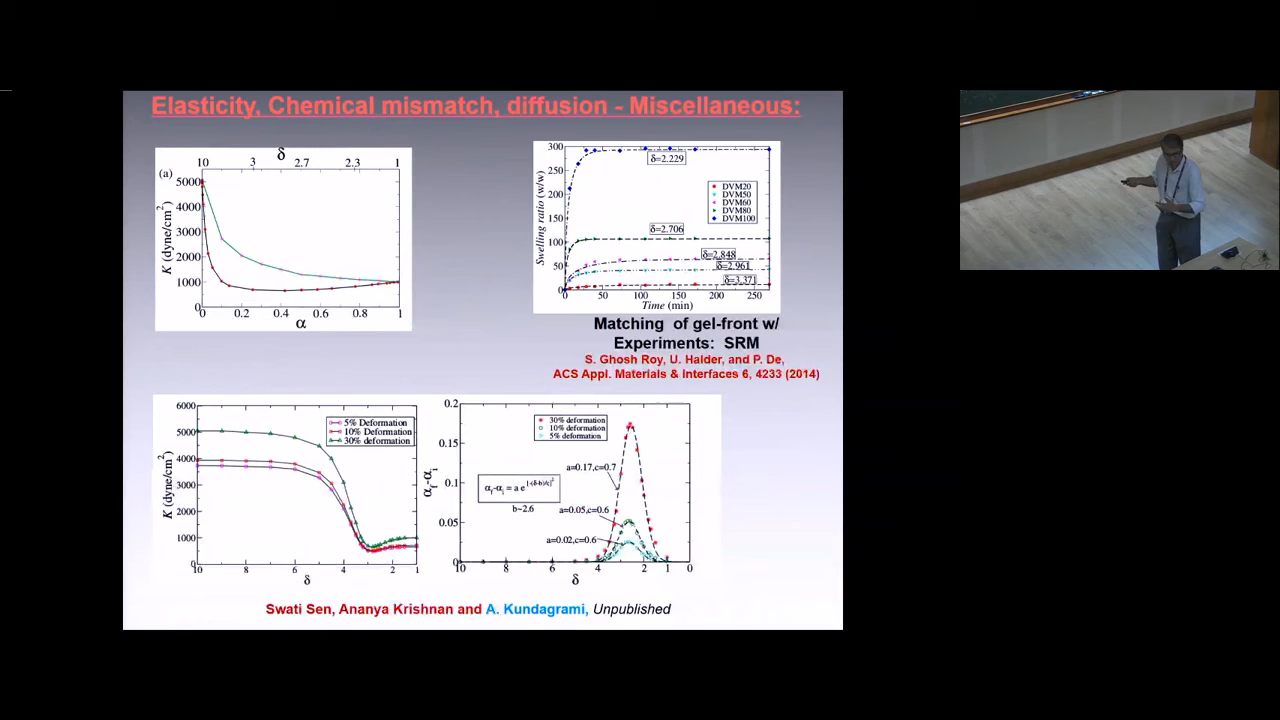 Elasticity, Chemical mismatch, diffusion - Miscellaneous:
δ
10 3 2.7 2.3 1
(a)
5000
4000
3000
2000
1000
0
K (dyne/cm²)
0 0.2 0.4 0.6 0.8 1
α
300
250
200
150
100
50
0
Swelling ratio (w/w)
δ=2.229
DVM20
DVM50
DVM60
DVM80
DVM100
δ=2.706
δ=2.848
δ=2.961
δ=3.371
0 50 100 150 200 250
Time (min)
Matching of gel-front w/
Experiments: SRM
S. Ghosh Roy, U. Halder, and P. De,
ACS Appl. Materials & Interfaces 6, 4233 (2014)
6000
5000
4000
3000
2000
1000
0
K (dyne/cm²)
5% Deformation
10% Deformation
30% deformation
10 8 6 4 2 1
δ
0.2
0.15
0.1
0.05
0
αf-αi
30% deformation
10% deformation
5% deformation
a=0.17,c=0.7
αf-αi = a e[-(δ-b)/c]²
b~2.6
a=0.05,c=0.6
a=0.02,c=0.6
10 8 6 4 2 0
δ
Swati Sen, Ananya Krishnan and A. Kundagrami, Unpublished